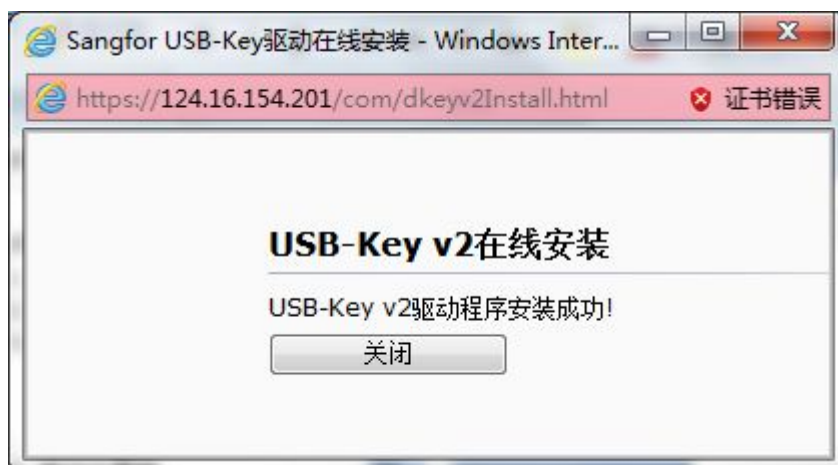 Sangfor USB-Key驱动在线安装 - Windows Inter...
https://124.16.154.201/com/dkeyv2Install.html 证书错误
USB-Key v2在线安装
USB-Key v2驱动程序安装成功!
关闭